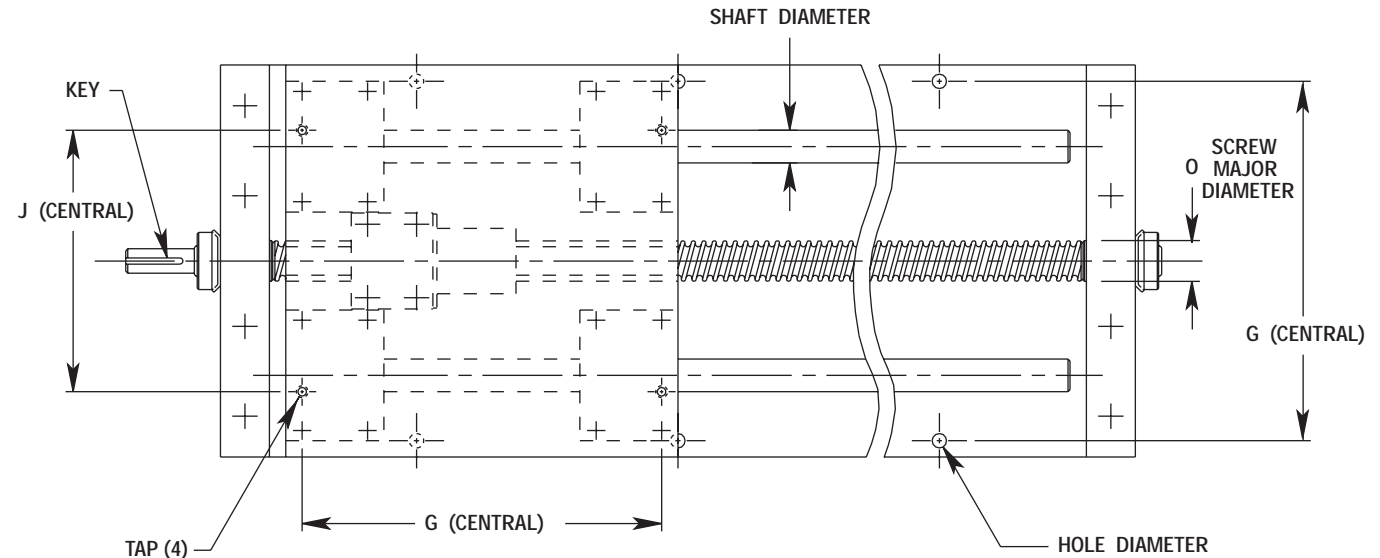 SHAFT DIAMETER
KEY
O SCREW
MAJOR
DIAMETER
J (CENTRAL)
G (CENTRAL)
G (CENTRAL)
TAP (4)
HOLE DIAMETER